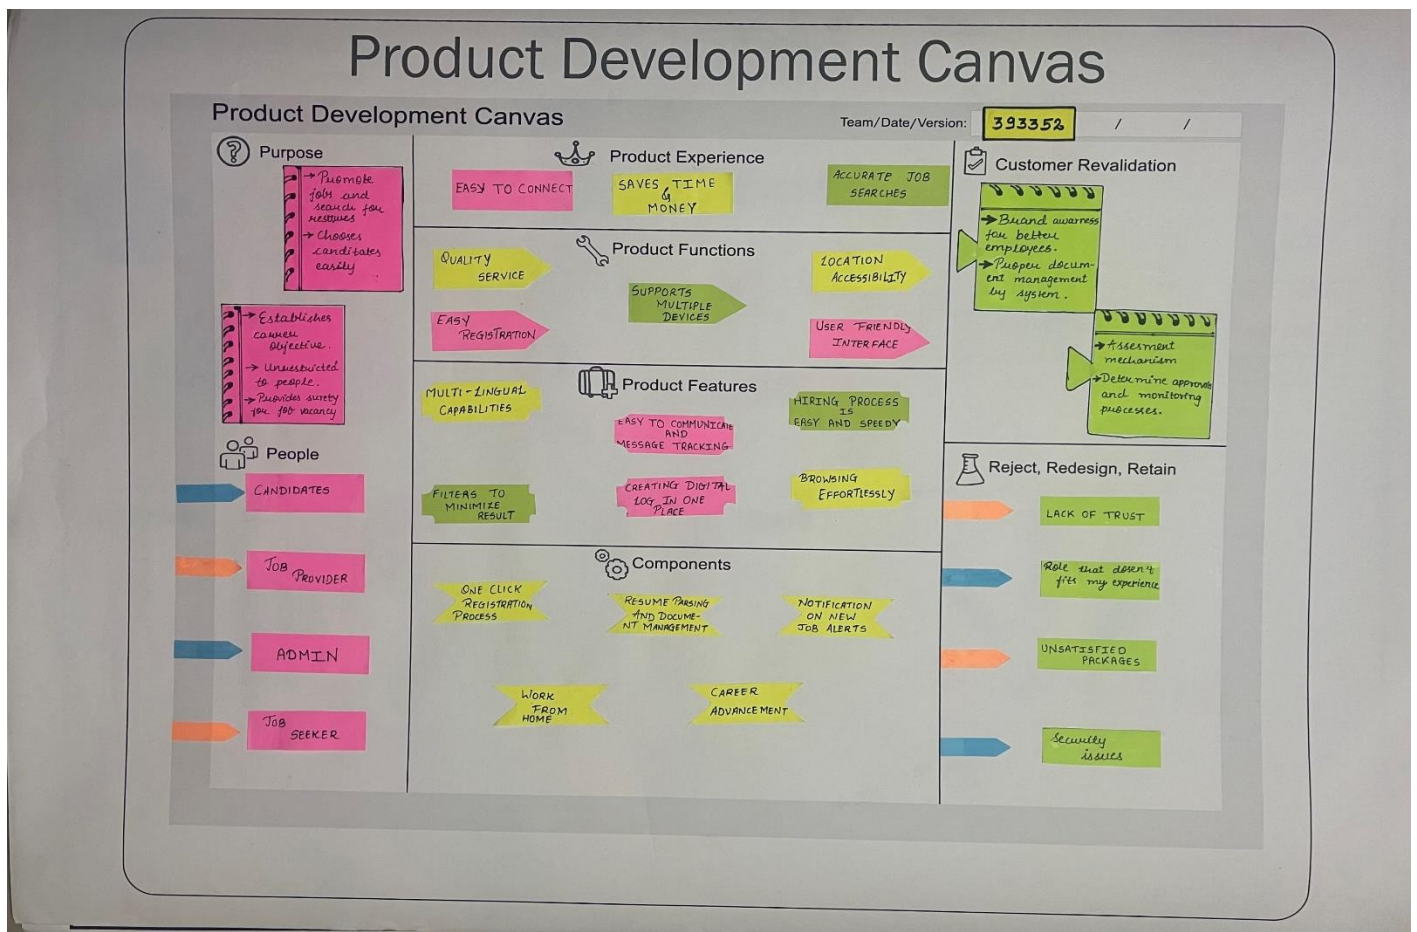 Product Development Canvas
Product Development Canvas
Team/Date/Version: 393352 / /
Purpose
→ Promote
jobs and
search for
resumes
→ Chooses
candidates
easily
→ Establishes
career
objective.
→ Unrestricted
to people.
→ Provides surety
for job vacancy
People
CANDIDATES
JOB
PROVIDER
ADMIN
JOB
SEEKER
Product Experience
EASY TO CONNECT
SAVES TIME
&
MONEY
ACCURATE JOB
SEARCHES
Product Functions
QUALITY
SERVICE
EASY
REGISTRATION
SUPPORTS
MULTIPLE
DEVICES
LOCATION
ACCESSIBILITY
USER FRIENDLY
INTERFACE
Product Features
MULTI-LINGUAL
CAPABILITIES
EASY TO COMMUNICATE
AND
MESSAGE TRACKING
HIRING PROCESS
IS
EASY AND SPEEDY
FILTERS TO
MINIMIZE
RESULT
CREATING DIGITAL
LOG IN ONE
PLACE
BROWSING
EFFORTLESSLY
Components
ONE CLICK
REGISTRATION
PROCESS
RESUME PARSING
AND DOCUME-
NT MANAGEMENT
NOTIFICATION
ON NEW
JOB ALERTS
WORK
FROM
HOME
CAREER
ADVANCEMENT
Customer Revalidation
→ Brand awarness
for better
employees.
→ Proper docum-
ent management
by system.
→ Assesment
mechanism
→ Determine approvals
and monitoring
processes.
Reject, Redesign, Retain
LACK OF TRUST
Role that dosen't
fits my experience
UNSATISFIED
PACKAGES
Security
issues